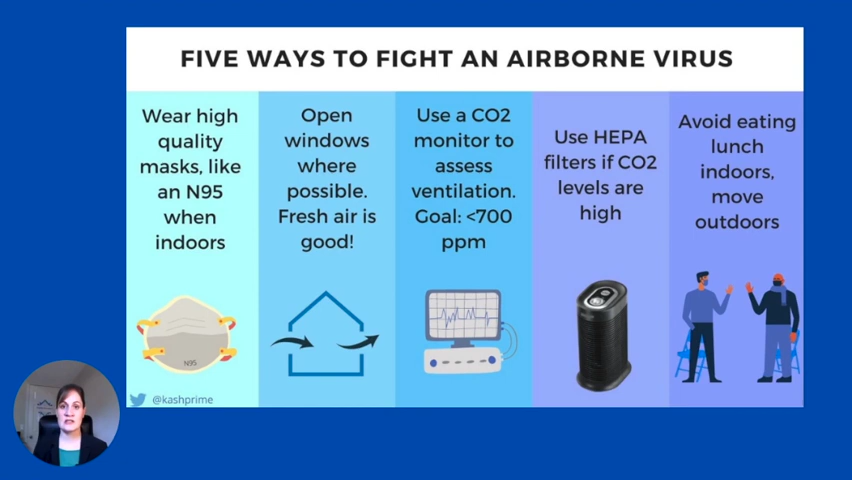 FIVE WAYS TO FIGHT AN AIRBORNE VIRUS
Wear high
quality
masks, like
an N95
when
indoors
Open
windows
where
possible.
Fresh air is
good!
Use a CO2
monitor to
assess
ventilation.
Goal: <700
ppm
Use HEPA
filters if CO2
levels are
high
Avoid eating
lunch
indoors,
move
outdoors
N95
@kashprime